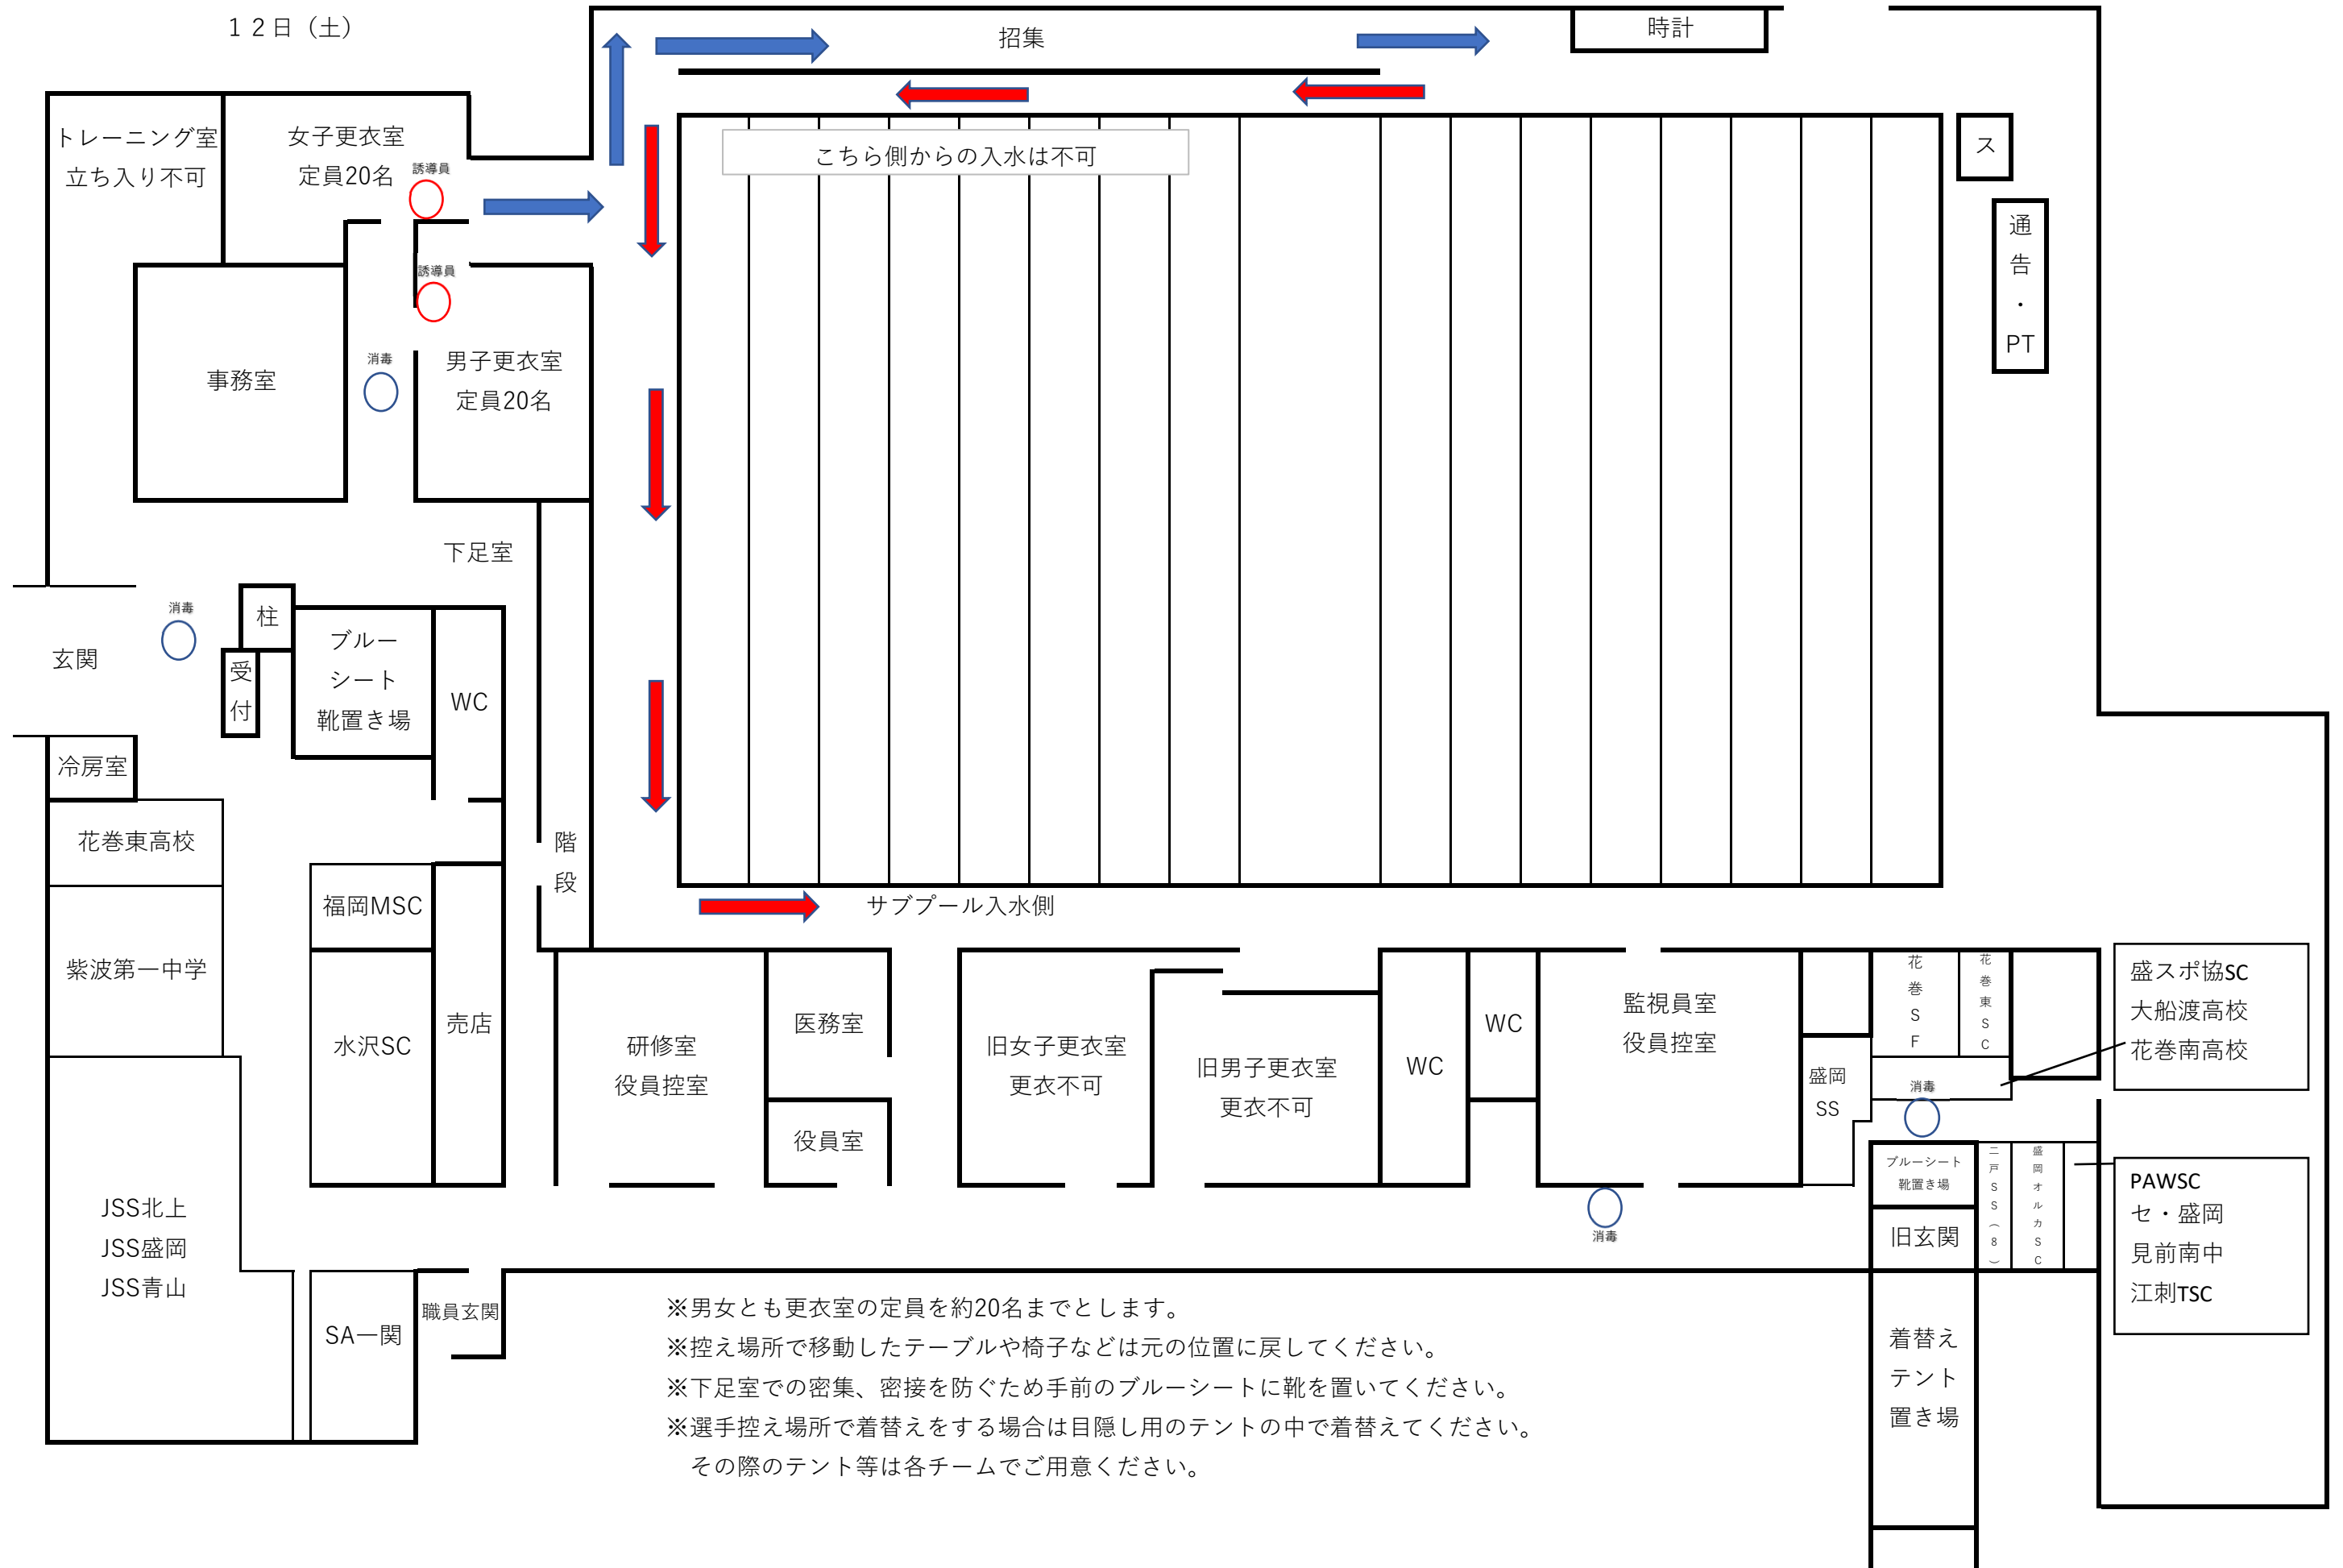 １２日（土）
招集
時計
トレーニング室
立ち入り不可
女子更衣室
定員20名
誘導員
こちら側からの入水は不可
ス
通
告
・
PT
誘導員
消毒
事務室
男子更衣室
定員20名
下足室
消毒
柱
玄関
受
付
ブルー
シート
靴置き場
WC
冷房室
花巻東高校
階
段
福岡MSC
サブプール入水側
紫波第一中学
水沢SC
売店
研修室
役員控室
医務室
役員室
旧女子更衣室
更衣不可
旧男子更衣室
更衣不可
WC
WC
監視員室
役員控室
盛岡
SS
花
巻
S
F
花
巻
東
S
C
盛スポ協SC
大船渡高校
花巻南高校
消毒
消毒
ブルーシート
靴置き場
旧玄関
二
戸
S
S
（
8
）
盛
岡
オ
ル
カ
S
C
PAWSC
セ・盛岡
見前南中
江刺TSC
JSS北上
JSS盛岡
JSS青山
SA一関
職員玄関
着替え
テント
置き場
※男女とも更衣室の定員を約20名までとします。
※控え場所で移動したテーブルや椅子などは元の位置に戻してください。
※下足室での密集、密接を防ぐため手前のブルーシートに靴を置いてください。
※選手控え場所で着替えをする場合は目隠し用のテントの中で着替えてください。
その際のテント等は各チームでご用意ください。